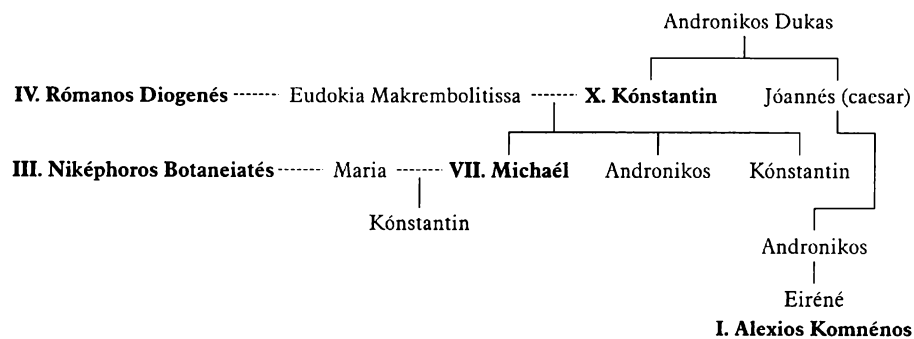 Andronikos Dukas
IV. Rómanos Diogenés Eudokia Makrembolitissa X. Kónstantin Jóannés (caesar)
III. Niképhoros Botaneiatés Maria VII. Michaél Andronikos Kónstantin
Kónstantin
Andronikos
Eiréné
I. Alexios Komnénos